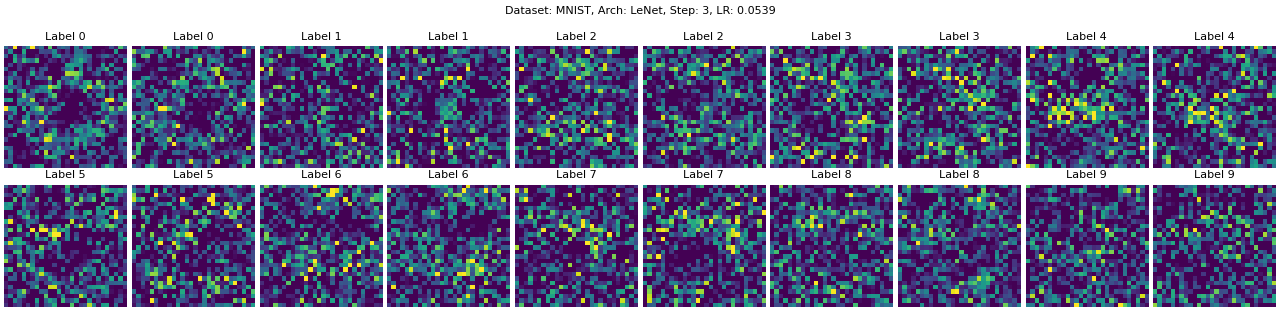 Dataset: MNIST, Arch: LeNet, Step: 3, LR: 0.0539
Label 0 Label 0 Label 1 Label 1 Label 2 Label 2 Label 3 Label 3 Label 4 Label 4
Label 5 Label 5 Label 6 Label 6 Label 7 Label 7 Label 8 Label 8 Label 9 Label 9